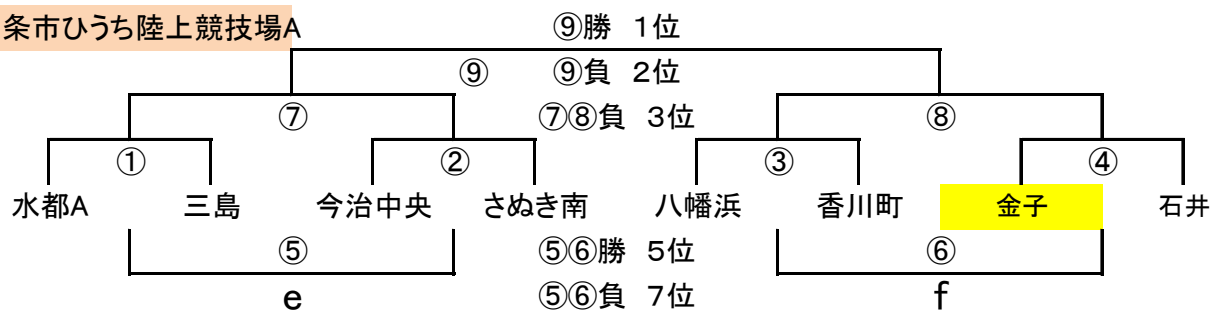 条市ひうち陸上競技場A ⑨勝 1位
⑨ ⑨負 2位
⑦ ⑦⑧負 3位 ⑧
① ② ③ ④
水都A 三島 今治中央 さぬき南 八幡浜 香川町 金子 石井
⑤ ⑤⑥勝 5位 ⑥
e ⑤⑥負 7位 f